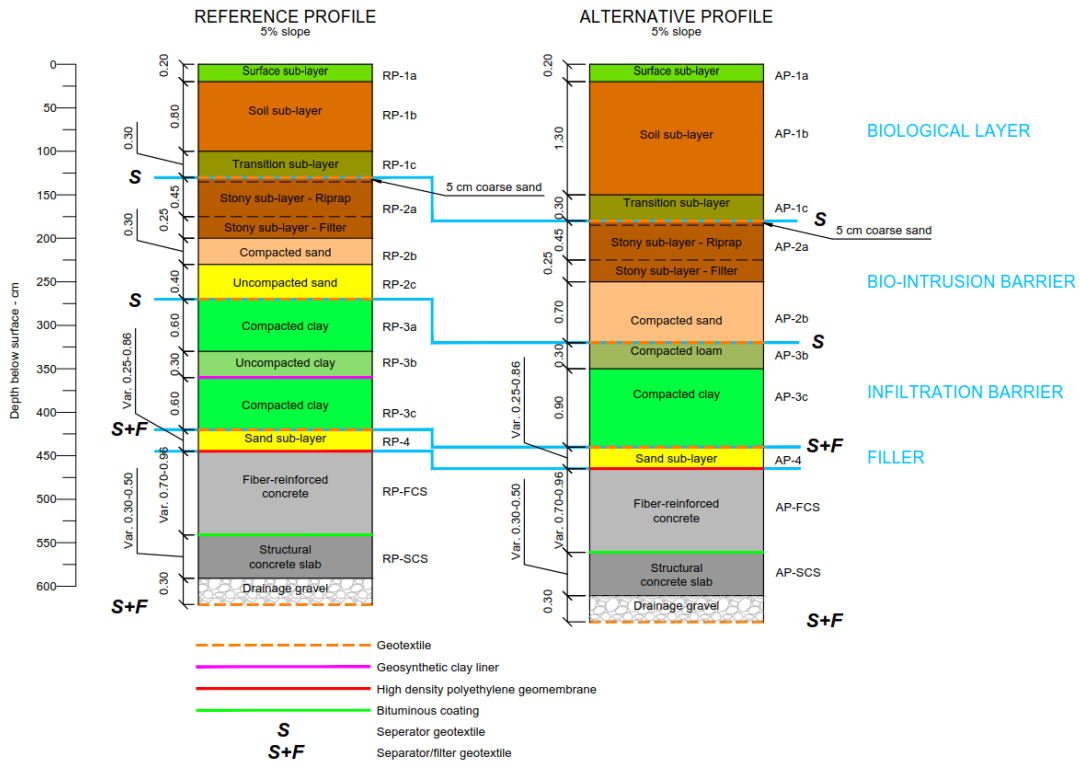 REFERENCE PROFILE
5% slope
ALTERNATIVE PROFILE
5% slope
Depth below surface - cm
0
50
100
150
200
250
300
350
400
450
500
550
600
0.20
0.80
0.30
0.45
0.25
0.30
0.40
0.60
0.30
0.60
Var. 0.25-0.86
Var. 0.70-0.96
Var. 0.30-0.50
0.30
S
S
S+F
S+F
Surface sub-layer
Soil sub-layer
Transition sub-layer
Stony sub-layer - Riprap
Stony sub-layer - Filter
Compacted sand
Uncompacted sand
Compacted clay
Uncompacted clay
Compacted clay
Sand sub-layer
Fiber-reinforced
concrete
Structural
concrete slab
Drainage gravel
RP-1a
RP-1b
RP-1c
RP-2a
RP-2b
RP-2c
RP-3a
RP-3b
RP-3c
RP-4
RP-FCS
RP-SCS
5 cm coarse sand
0.20
1.30
0.30
0.45
0.25
0.70
0.30
0.90
Var. 0.25-0.86
Var. 0.70-0.96
Var. 0.30-0.50
0.30
Surface sub-layer
Soil sub-layer
Transition sub-layer
Stony sub-layer - Riprap
Stony sub-layer - Filter
Compacted sand
Compacted loam
Compacted clay
Sand sub-layer
Fiber-reinforced
concrete
Structural
concrete slab
Drainage gravel
AP-1a
AP-1b
AP-1c
AP-2a
AP-2b
AP-3b
AP-3c
AP-4
AP-FCS
AP-SCS
S
5 cm coarse sand
S
S+F
S+F
BIOLOGICAL LAYER
BIO-INTRUSION BARRIER
INFILTRATION BARRIER
FILLER
Geotextile
Geosynthetic clay liner
High density polyethylene geomembrane
Bituminous coating
S Seperator geotextile
S+F Separator/filter geotextile